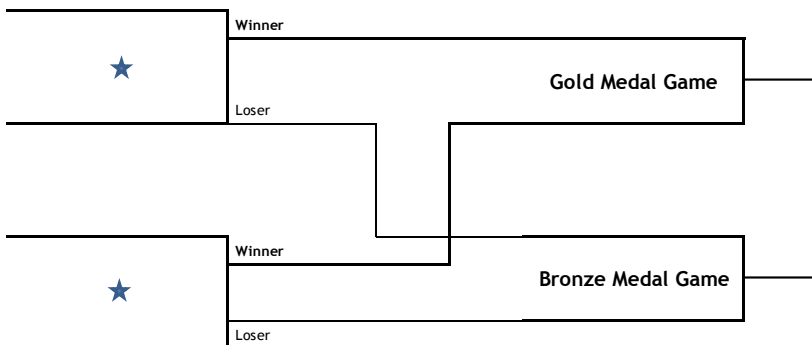 Winner
Gold Medal Game
Loser
Winner
Bronze Medal Game
Loser